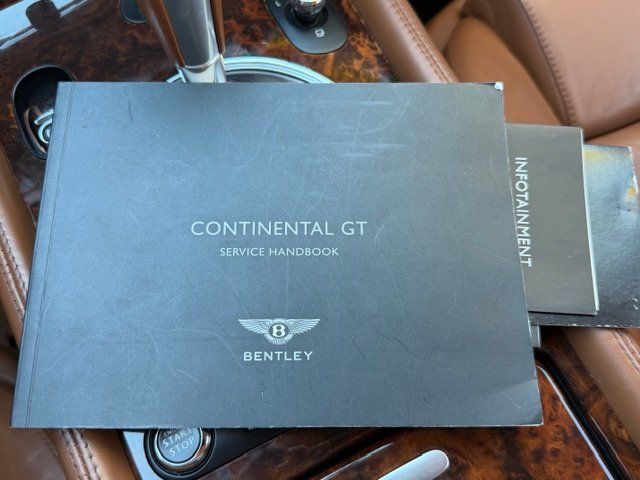 CONTINENTAL GT
SERVICE HANDBOOK
B
BENTLEY
INFOTAINMENT
START
STOP